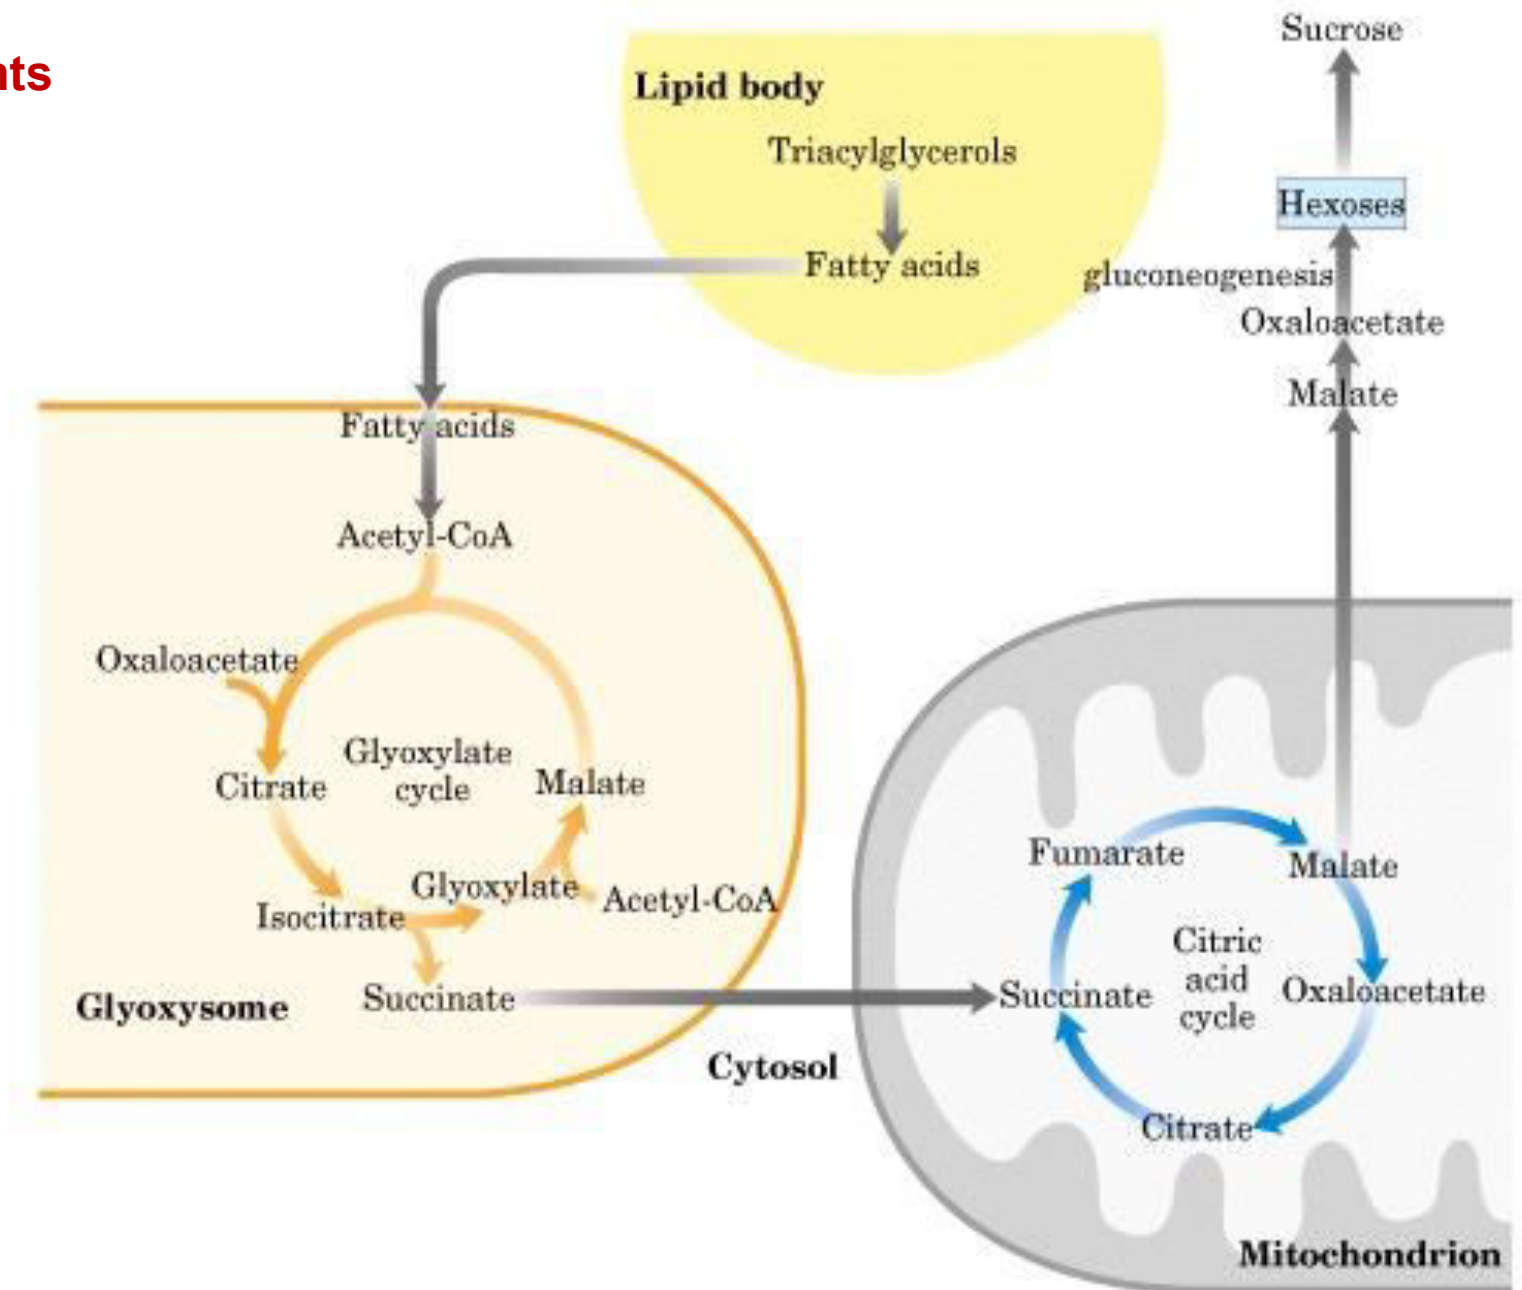 nts
Sucrose
Lipid body
Triacylglycerols
Fatty acids
Hexoses
gluconeogenesis
Oxaloacetate
Malate
Fatty acids
Acetyl-CoA
Oxaloacetate
Glyoxylate
cycle
Citrate
Malate
Glyoxylate
Acetyl-CoA
Isocitrate
Succinate
Glyoxysome
Cytosol
Fumarate
Malate
Citric
acid
cycle
Succinate
Oxaloacetate
Citrate
Mitochondrion